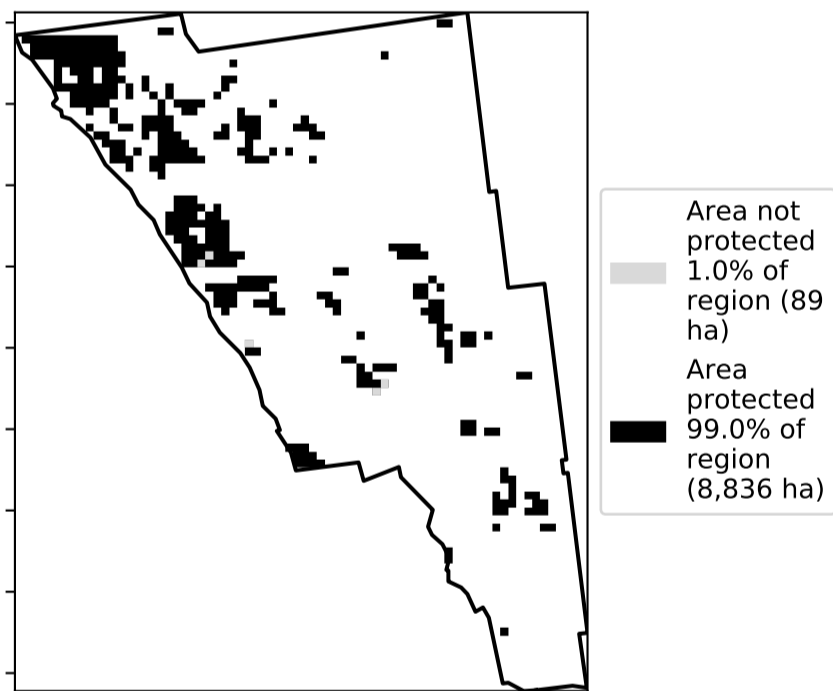 Area not
protected
1.0% of
region (89
ha)
Area
protected
99.0% of
region
(8,836 ha)